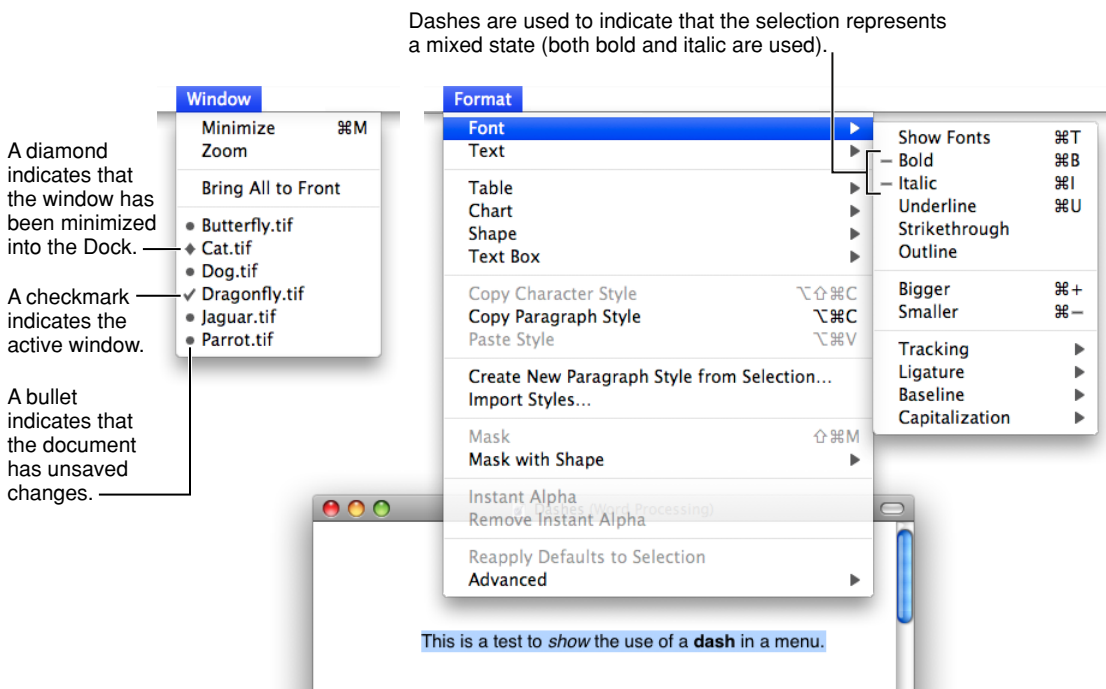 Dashes are used to indicate that the selection represents
a mixed state (both bold and italic are used).
Window
Minimize ⌘M
Zoom
Bring All to Front
Butterfly.tif
Cat.tif
Dog.tif
Dragonfly.tif
Jaguar.tif
Parrot.tif
A diamond
indicates that
the window has
been minimized
into the Dock.
A checkmark
indicates the
active window.
A bullet
indicates that
the document
has unsaved
changes.
Format
Font
Text
Table
Chart
Shape
Text Box
Copy Character Style ⌥⇧⌘C
Copy Paragraph Style ⌥⌘C
Paste Style ⌥⌘V
Create New Paragraph Style from Selection...
Import Styles...
Mask ⇧⌘M
Mask with Shape
Instant Alpha
Remove Instant Alpha
Reapply Defaults to Selection
Advanced
Show Fonts ⌘T
Bold ⌘B
Italic ⌘I
Underline ⌘U
Strikethrough
Outline
Bigger ⌘+
Smaller ⌘−
Tracking
Ligature
Baseline
Capitalization
Dashes (Word Processing)
This is a test to show the use of a dash in a menu.